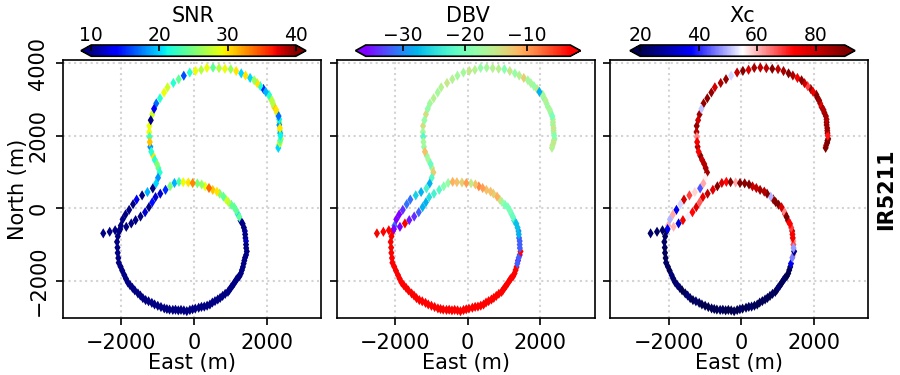 SNR DBV Xc
10 20 30 40 −30 −20 −10 20 40 60 80
4000
2000
0
−2000
North (m)
IR5211
−2000 0 2000 −2000 0 2000 −2000 0 2000
East (m) East (m) East (m)